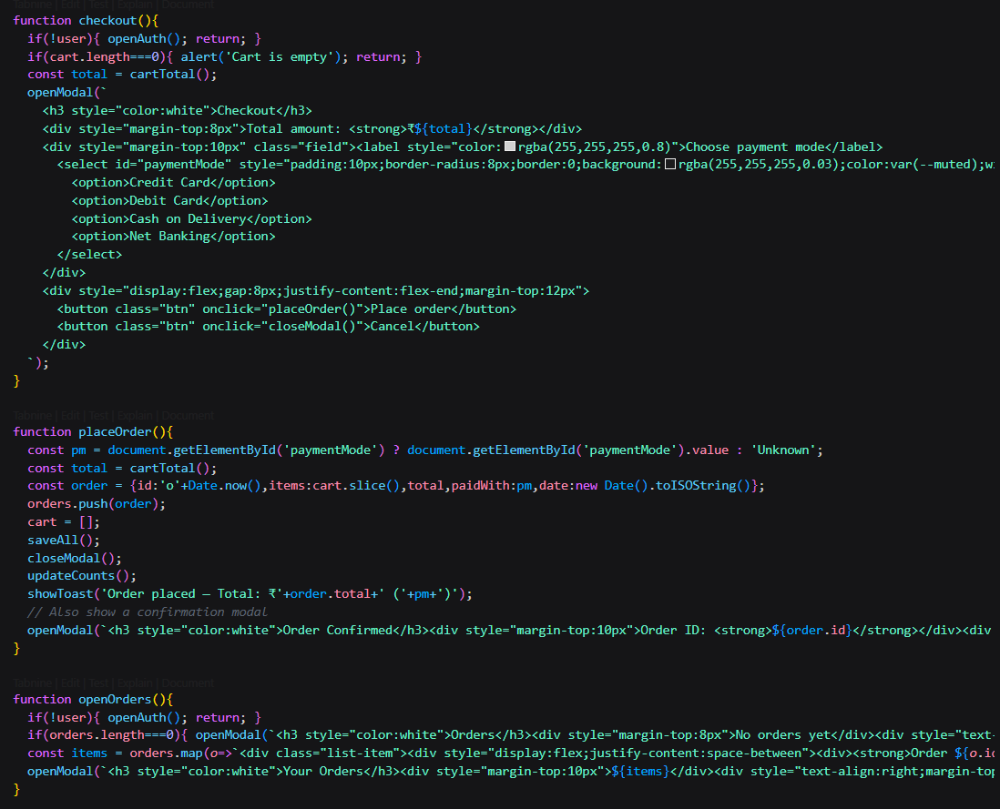 Tabnine | Edit | Test | Explain | Document
function checkout(){
if(!user){ openAuth(); return; }
if(cart.length===0){ alert('Cart is empty'); return; }
const total = cartTotal();
openModal(`
<h3 style="color:white">Checkout</h3>
<div style="margin-top:8px">Total amount: <strong>₹${total}</strong></div>
<div style="margin-top:10px" class="field"><label style="color:rgba(255,255,255,0.8)">Choose payment mode</label>
<select id="paymentMode" style="padding:10px;border-radius:8px;border:0;background:rgba(255,255,255,0.03);color:var(--muted);w
<option>Credit Card</option>
<option>Debit Card</option>
<option>Cash on Delivery</option>
<option>Net Banking</option>
</select>
</div>
<div style="display:flex;gap:8px;justify-content:flex-end;margin-top:12px">
<button class="btn" onclick="placeOrder()">Place order</button>
<button class="btn" onclick="closeModal()">Cancel</button>
</div>
`);
}
Tabnine | Edit | Test | Explain | Document
function placeOrder(){
const pm = document.getElementById('paymentMode') ? document.getElementById('paymentMode').value : 'Unknown';
const total = cartTotal();
const order = {id:'o'+Date.now(),items:cart.slice(),total,paidWith:pm,date:new Date().toISOString()};
orders.push(order);
cart = [];
saveAll();
closeModal();
updateCounts();
showToast('Order placed — Total: ₹'+order.total+' ('+pm+')');
// Also show a confirmation modal
openModal(`<h3 style="color:white">Order Confirmed</h3><div style="margin-top:10px">Order ID: <strong>${order.id}</strong></div><div
}
Tabnine | Edit | Test | Explain | Document
function openOrders(){
if(!user){ openAuth(); return; }
if(orders.length===0){ openModal(`<h3 style="color:white">Orders</h3><div style="margin-top:8px">No orders yet</div><div style="text-
const items = orders.map(o=>`<div class="list-item"><div style="display:flex;justify-content:space-between"><div><strong>Order ${o.id
openModal(`<h3 style="color:white">Your Orders</h3><div style="margin-top:10px">${items}</div><div style="text-align:right;margin-top
}